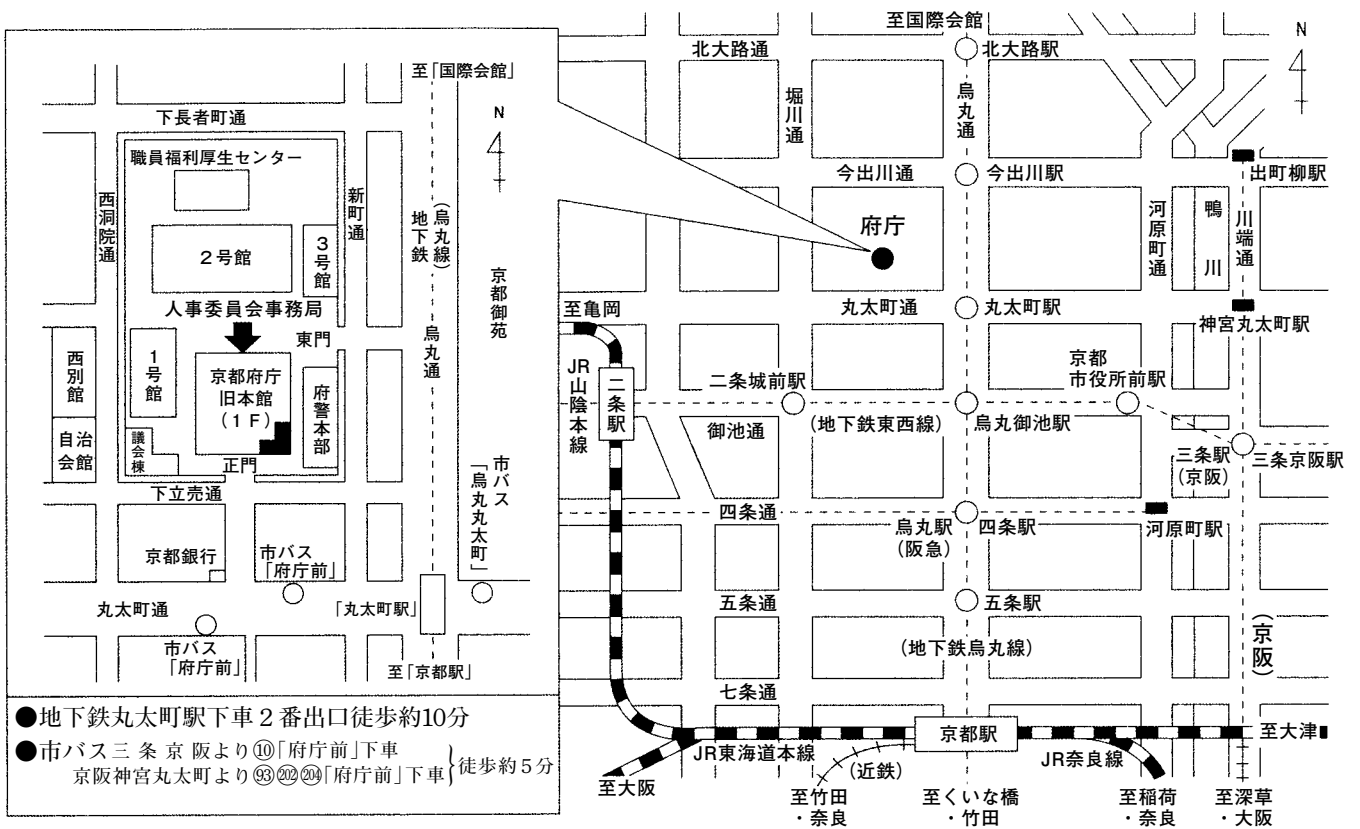 至「国際会館」
N
下長者町通
職員福利厚生センター
西洞院通
新町通
地下鉄
(烏丸線)
2号館
3号館
京都御苑
人事委員会事務局
東門
烏丸通
西別館
1号館
京都府庁
旧本館
(1F)
府警本部
自治
会館
議会棟
正門
下立売通
市バス
「烏丸丸太町」
京都銀行
市バス
「府庁前」
丸太町通
「丸太町駅」
市バス
「府庁前」
至「京都駅」
●地下鉄丸太町駅下車2番出口徒歩約10分
●市バス三条京阪より⑩「府庁前」下車
京阪神宮丸太町より93 202 204「府庁前」下車}徒歩約5分
至国際会館
北大路通
北大路駅
N
堀川通
烏丸通
今出川通
今出川駅
出町柳駅
府庁
河原町通
鴨川
川端通
丸太町通
丸太町駅
神宮丸太町駅
至亀岡
JR山陰本線
二条駅
二条城前駅
京都
市役所前駅
御池通
(地下鉄東西線)
烏丸御池駅
三条駅
(京阪)
三条京阪駅
四条通
烏丸駅
(阪急)
四条駅
河原町駅
五条通
五条駅
(地下鉄烏丸線)
(京阪)
七条通
京都駅
至大津
JR東海道本線
(近鉄)
JR奈良線
至大阪
至竹田
・奈良
至くいな橋
・竹田
至稲荷
・奈良
至深草
・大阪